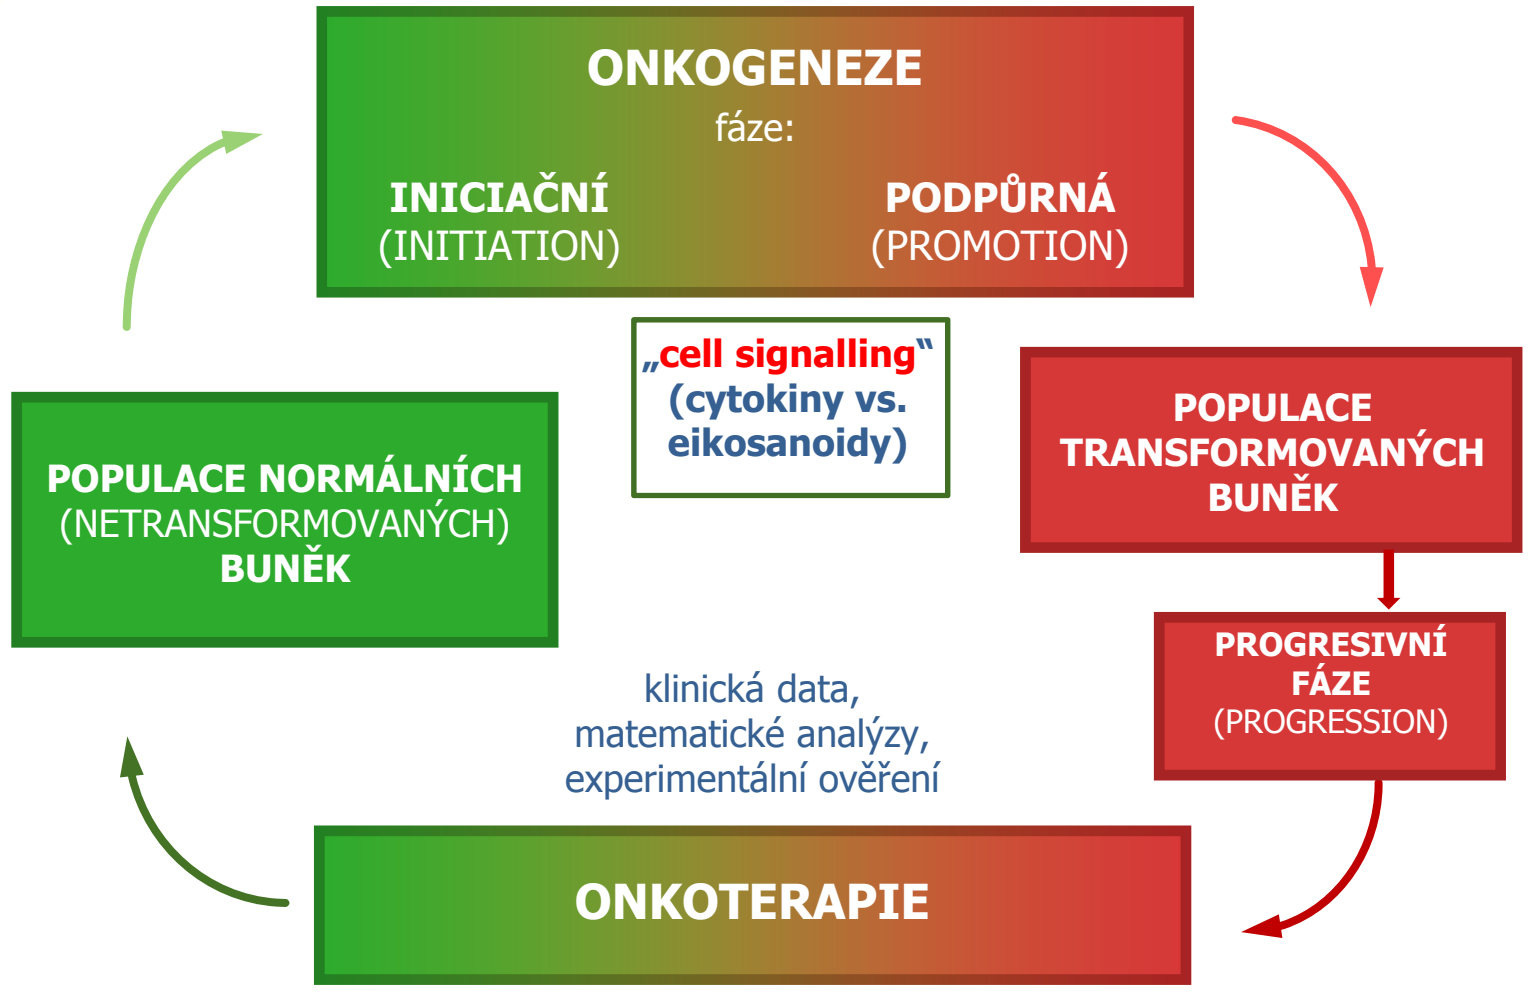 ONKOGENEZE
fáze:
INICIAČNÍ
(INITIATION)
PODPŮRNÁ
(PROMOTION)
„cell signalling“
(cytokiny vs.
eikosanoidy)
POPULACE NORMÁLNÍCH
(NETRANSFORMOVANÝCH)
BUNĚK
POPULACE
TRANSFORMOVANÝCH
BUNĚK
PROGRESIVNÍ
FÁZE
(PROGRESSION)
klinická data,
matematické analýzy,
experimentální ověření
ONKOTERAPIE